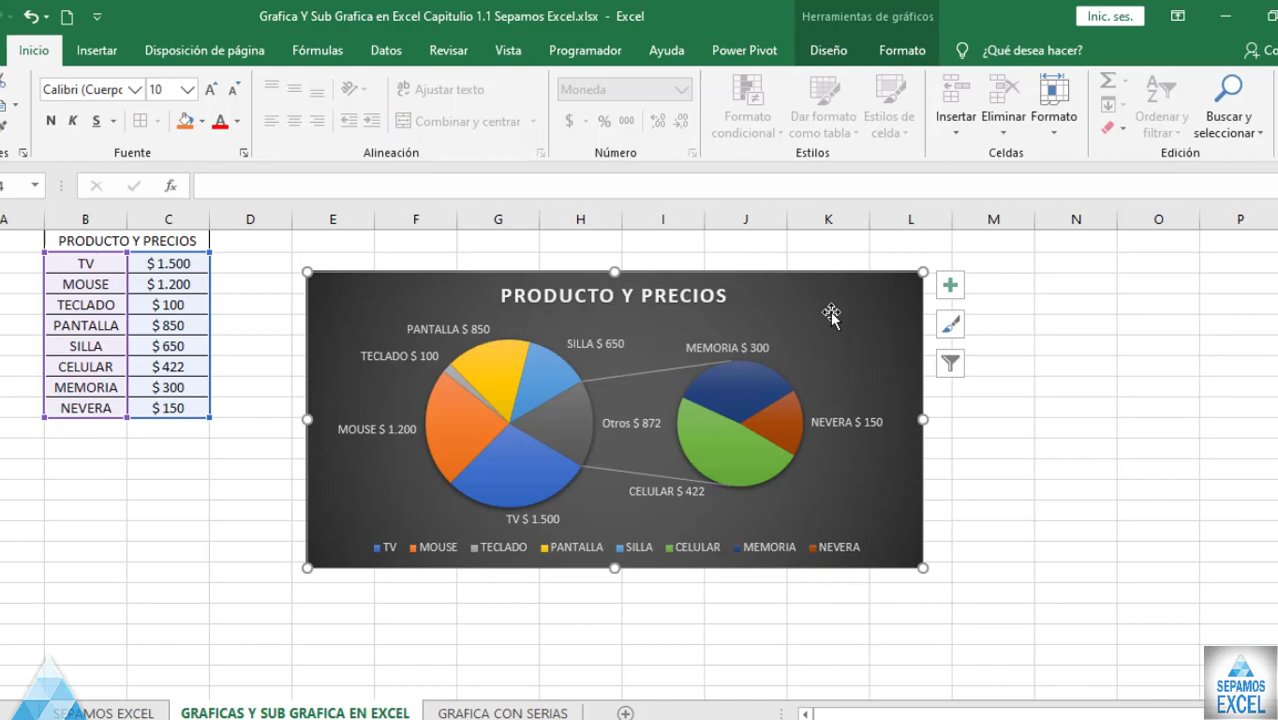 Grafica Y Sub Grafica en Excel Capitulio 1.1 Sepamos Excel.xlsx - Excel
Herramientas de gráficos
Inic. ses.
Inicio Insertar Disposición de página Fórmulas Datos Revisar Vista Programador Ayuda Power Pivot Diseño Formato ¿Qué desea hacer? Co
Calibri (Cuerpo 10 Ajustar texto Moneda
N K S A Combinar y centrar $ % 000
Formato condicional Dar formato como tabla Estilos de celda
Insertar Eliminar Formato
Ordenar y filtrar Buscar y seleccionar
Fuente Alineación Número Estilos Celdas Edición
4 fx
A B C D E F G H I J K L M N O P
PRODUCTO Y PRECIOS
TV $ 1.500
MOUSE $ 1.200
TECLADO $ 100
PANTALLA $ 850
SILLA $ 650
CELULAR $ 422
MEMORIA $ 300
NEVERA $ 150
PRODUCTO Y PRECIOS
PANTALLA $ 850
SILLA $ 650
MEMORIA $ 300
TECLADO $ 100
MOUSE $ 1.200
Otros $ 872
NEVERA $ 150
CELULAR $ 422
TV $ 1.500
TV MOUSE TECLADO PANTALLA SILLA CELULAR MEMORIA NEVERA
SEPAMOS EXCEL GRAFICAS Y SUB GRAFICA EN EXCEL GRAFICA CON SERIAS
SEPAMOS
EXCEL